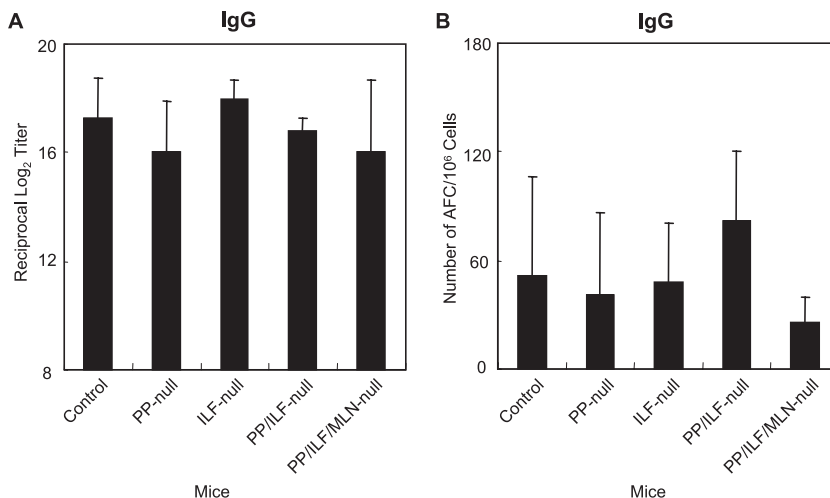 A
IgG
Reciprocal Log₂ Titer
20
16
12
8
Control
PP-null
ILF-null
PP/ILF-null
PP/ILF/MLN-null
Mice
B
IgG
Number of AFC/10⁶ Cells
180
120
60
0
Control
PP-null
ILF-null
PP/ILF-null
PP/ILF/MLN-null
Mice